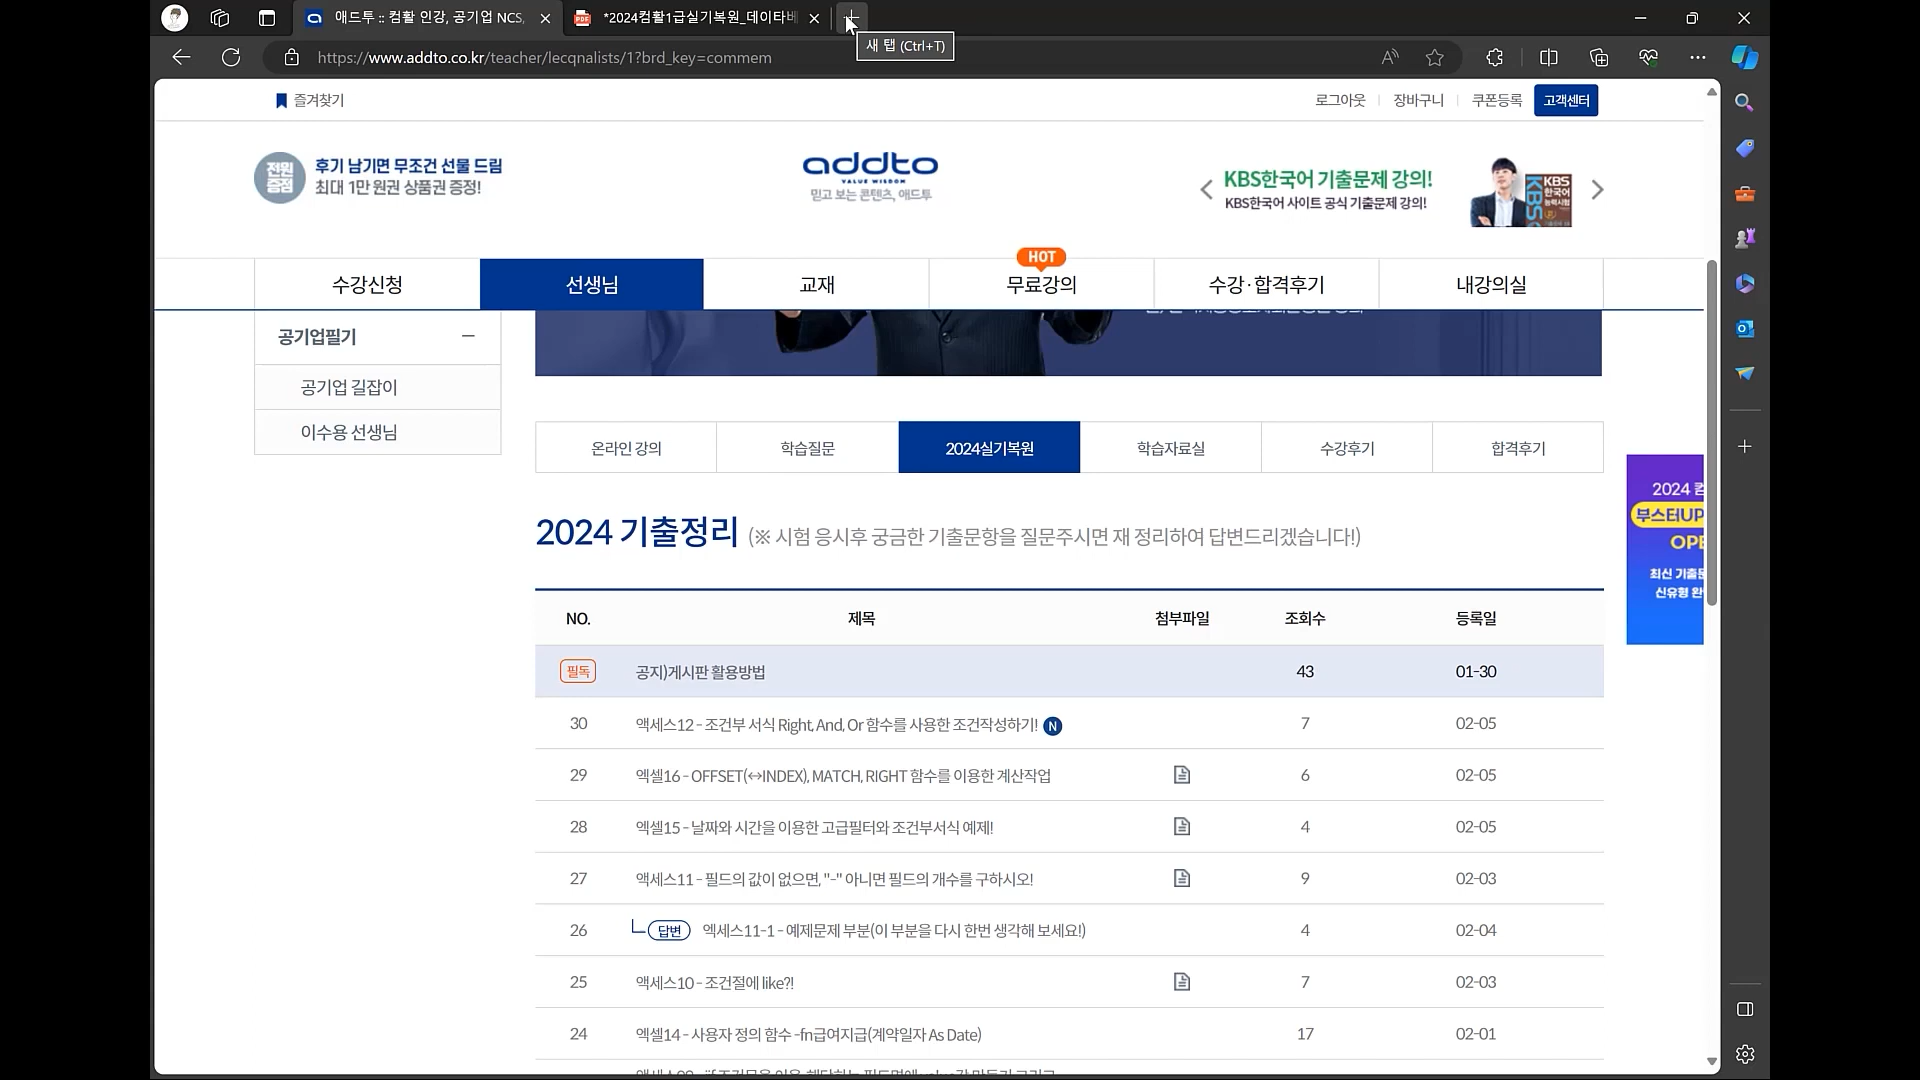 애드투 :: 컴활 인강, 공기업 NCS,
*2024컴활1급실기복원_데이타베
새 탭 (Ctrl+T)
https://www.addto.co.kr/teacher/lecqnalists/1?brd_key=commem
즐겨찾기
로그아웃 장바구니 쿠폰등록 고객센터
전원 증정
후기 남기면 무조건 선물 드림
최대 1만 원권 상품권 증정!
addto
VALUE WISDOM
믿고 보는 콘텐츠, 애드투
KBS한국어 기출문제 강의!
KBS한국어 사이트 공식 기출문제 강의!
HOT
수강신청 선생님 교재 무료강의 수강·합격후기 내강의실
공기업필기
공기업 길잡이
이수용 선생님
온라인 강의 학습질문 2024실기복원 학습자료실 수강후기 합격후기
2024 기출정리 (※ 시험 응시후 궁금한 기출문항을 질문주시면 재 정리하여 답변드리겠습니다!)
2024 컴
부스터UP
OPE
최신 기출문
신유형 완
NO. 제목 첨부파일 조회수 등록일
필독 공지)게시판 활용방법 43 01-30
30 액세스12 - 조건부 서식 Right, And, Or 함수를 사용한 조건작성하기! N 7 02-05
29 엑셀16 - OFFSET(↔INDEX), MATCH, RIGHT 함수를 이용한 계산작업 6 02-05
28 엑셀15 - 날짜와 시간을 이용한 고급필터와 조건부서식 예제! 4 02-05
27 액세스11 - 필드의 값이 없으면, "-" 아니면 필드의 개수를 구하시오! 9 02-03
26 답변 엑세스11-1 - 예제문제 부분(이 부분을 다시 한번 생각해 보세요!) 4 02-04
25 액세스10 - 조건절에 like?! 7 02-03
24 엑셀14 - 사용자 정의 함수 -fn급여지급(계약일자 As Date) 17 02-01